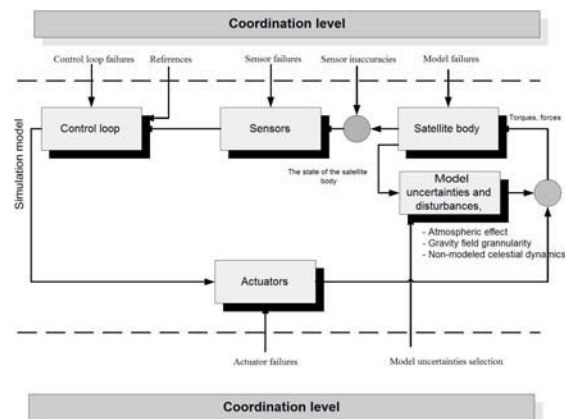 Coordination level
Control loop failures
References
Sensor failures
Sensor inaccuracies
Model failures
Simulation model
Control loop
Sensors
Satellite body
Torques, forces
The state of the satellite
body
Model
uncertainties and
disturbances,
- Atmospheric effect
- Gravity field grannularity
- Non-modeled celestial dynamics
Actuators
Actuator failures
Model uncertainties selection
Coordination level